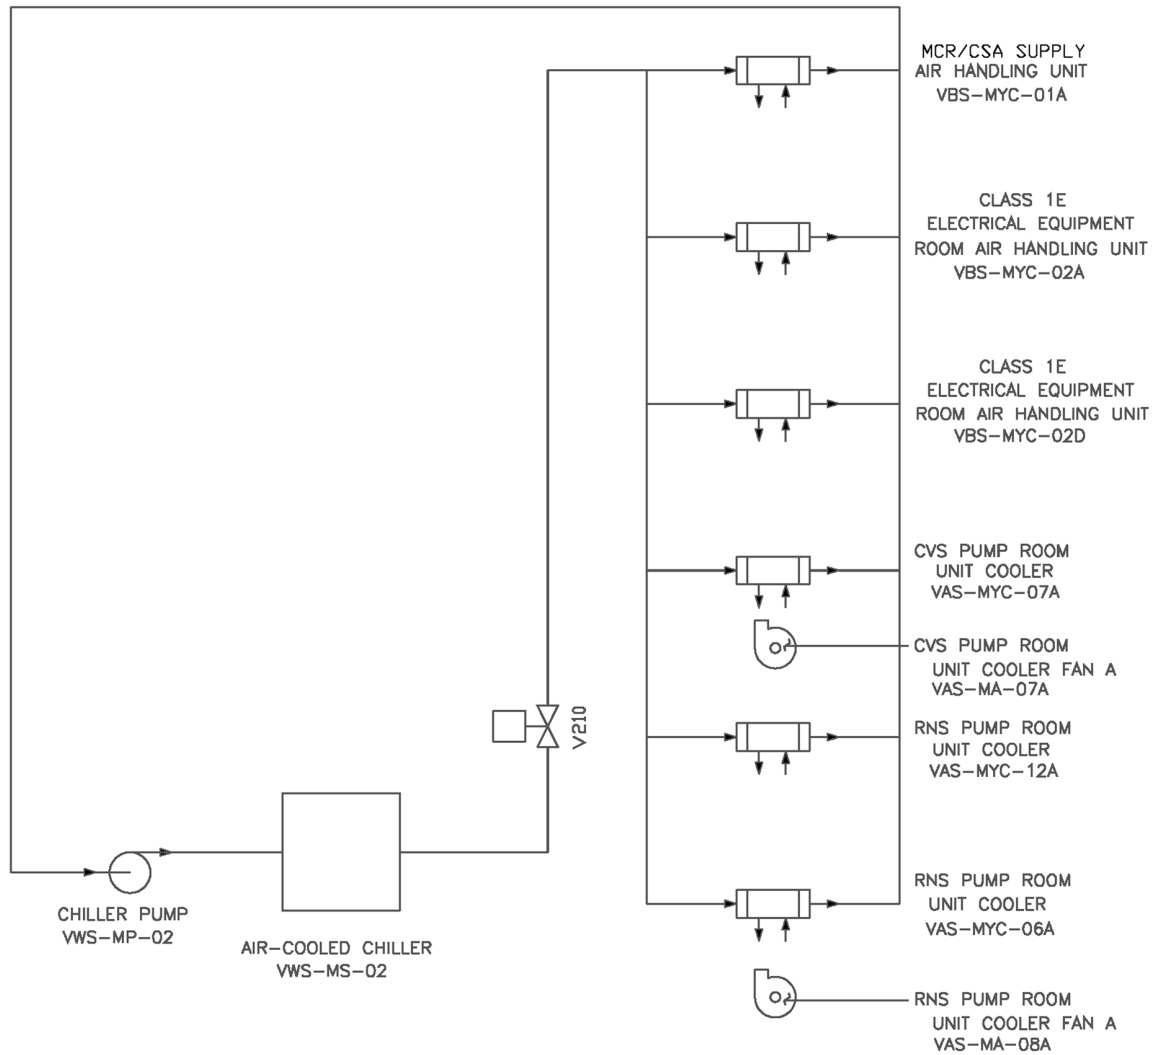 MCR/CSA SUPPLY
AIR HANDLING UNIT
VBS-MYC-01A
CLASS 1E
ELECTRICAL EQUIPMENT
ROOM AIR HANDLING UNIT
VBS-MYC-02A
CLASS 1E
ELECTRICAL EQUIPMENT
ROOM AIR HANDLING UNIT
VBS-MYC-02D
CVS PUMP ROOM
UNIT COOLER
VAS-MYC-07A
CVS PUMP ROOM
UNIT COOLER FAN A
VAS-MA-07A
V210
RNS PUMP ROOM
UNIT COOLER
VAS-MYC-12A
RNS PUMP ROOM
UNIT COOLER
VAS-MYC-06A
CHILLER PUMP
VWS-MP-02
AIR-COOLED CHILLER
VWS-MS-02
RNS PUMP ROOM
UNIT COOLER FAN A
VAS-MA-08A